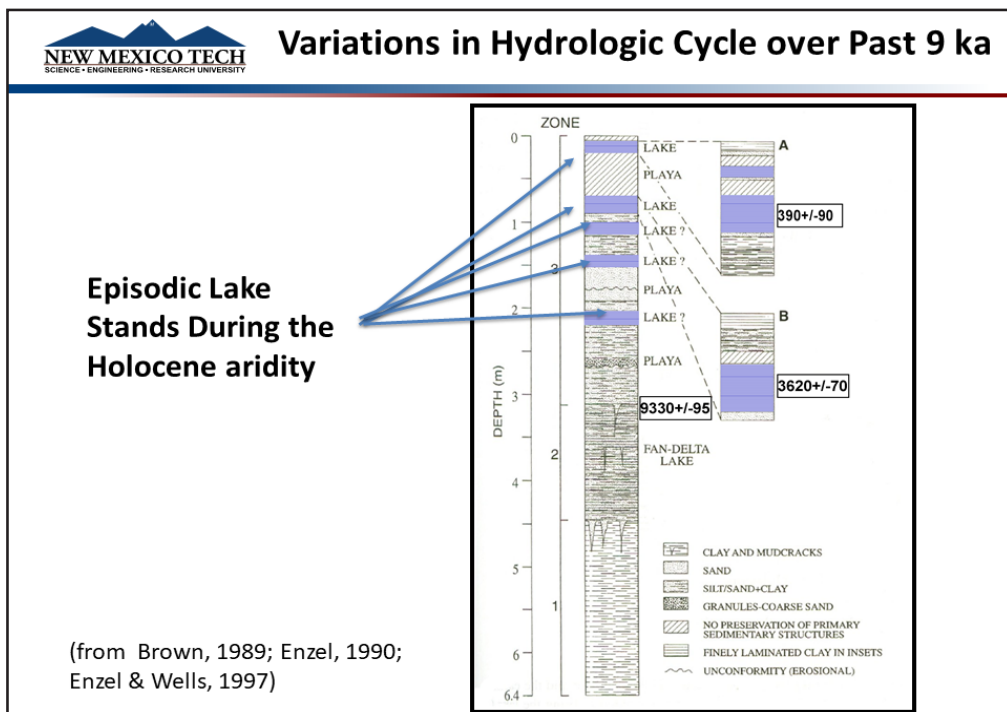 NEW MEXICO TECH
SCIENCE • ENGINEERING • RESEARCH UNIVERSITY
Variations in Hydrologic Cycle over Past 9 ka
Episodic Lake
Stands During the
Holocene aridity
(from Brown, 1989; Enzel, 1990;
Enzel & Wells, 1997)
ZONE
DEPTH (m)
0
1
2
3
4
5
6
6.4
3
2
1
LAKE
PLAYA
LAKE
LAKE ?
LAKE ?
PLAYA
LAKE ?
PLAYA
9330+/-95
FAN-DELTA
LAKE
A
390+/-90
B
3620+/-70
CLAY AND MUDCRACKS
SAND
SILT/SAND+CLAY
GRANULES-COARSE SAND
NO PRESERVATION OF PRIMARY
SEDIMENTARY STRUCTURES
FINELY LAMINATED CLAY IN INSETS
UNCONFORMITY (EROSIONAL)